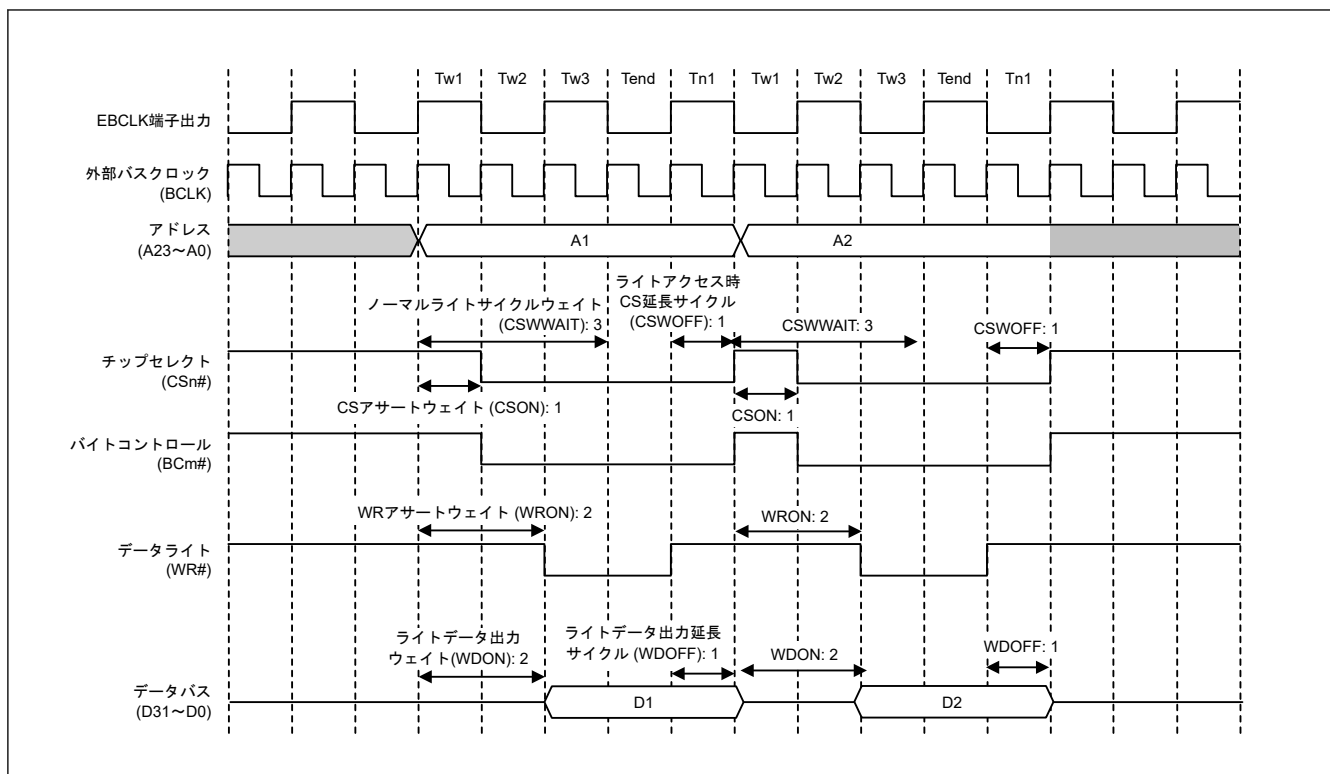 Tw1 Tw2 Tw3 Tend Tn1 Tw1 Tw2 Tw3 Tend Tn1
EBCLK端子出力
外部バスクロック
(BCLK)
アドレス
(A23～A0)
A1
A2
ノーマルライトサイクルウェイト
(CSWWAIT): 3
ライトアクセス時
CS延長サイクル
(CSWOFF): 1
CSWWAIT: 3
CSWOFF: 1
チップセレクト
(CSn#)
CSアサートウェイト (CSON): 1
CSON: 1
バイトコントロール
(BCm#)
WRアサートウェイト (WRON): 2
WRON: 2
データライト
(WR#)
ライトデータ出力
ウェイト(WDON): 2
ライトデータ出力延長
サイクル (WDOFF): 1
WDON: 2
WDOFF: 1
データバス
(D31～D0)
D1
D2